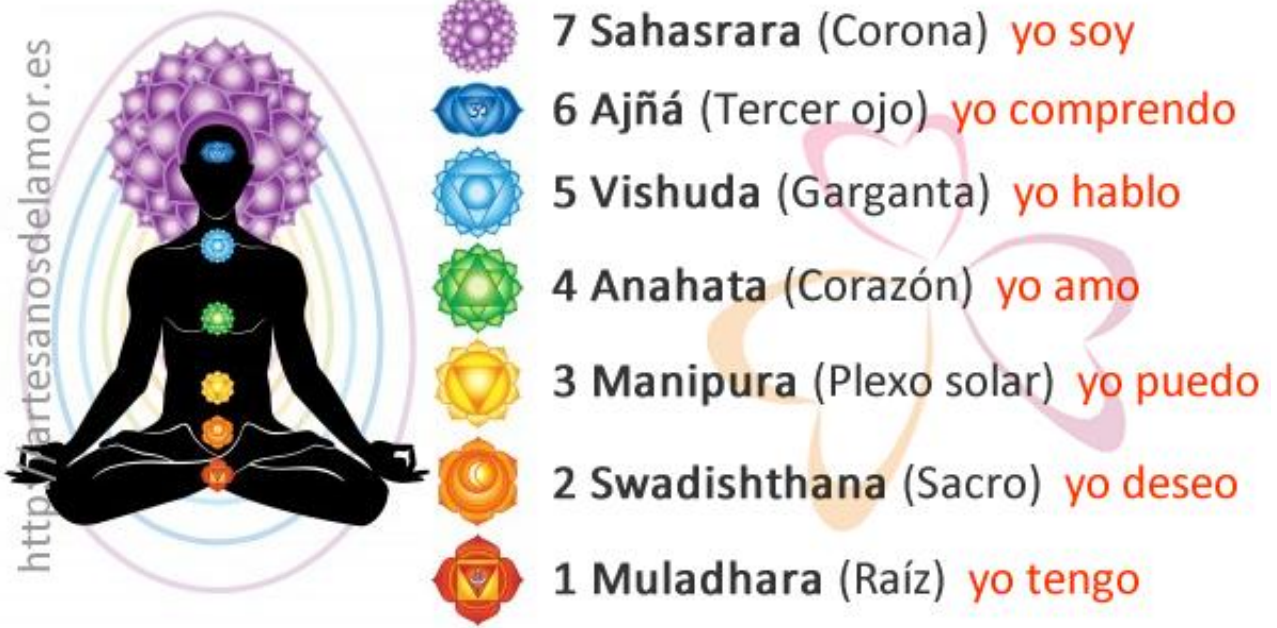 7 Sahasrara (Corona) yo soy
6 Ajñá (Tercer ojo) yo comprendo
5 Vishuda (Garganta) yo hablo
4 Anahata (Corazón) yo amo
3 Manipura (Plexo solar) yo puedo
2 Swadishthana (Sacro) yo deseo
1 Muladhara (Raíz) yo tengo
http://artesanosdelamor.es